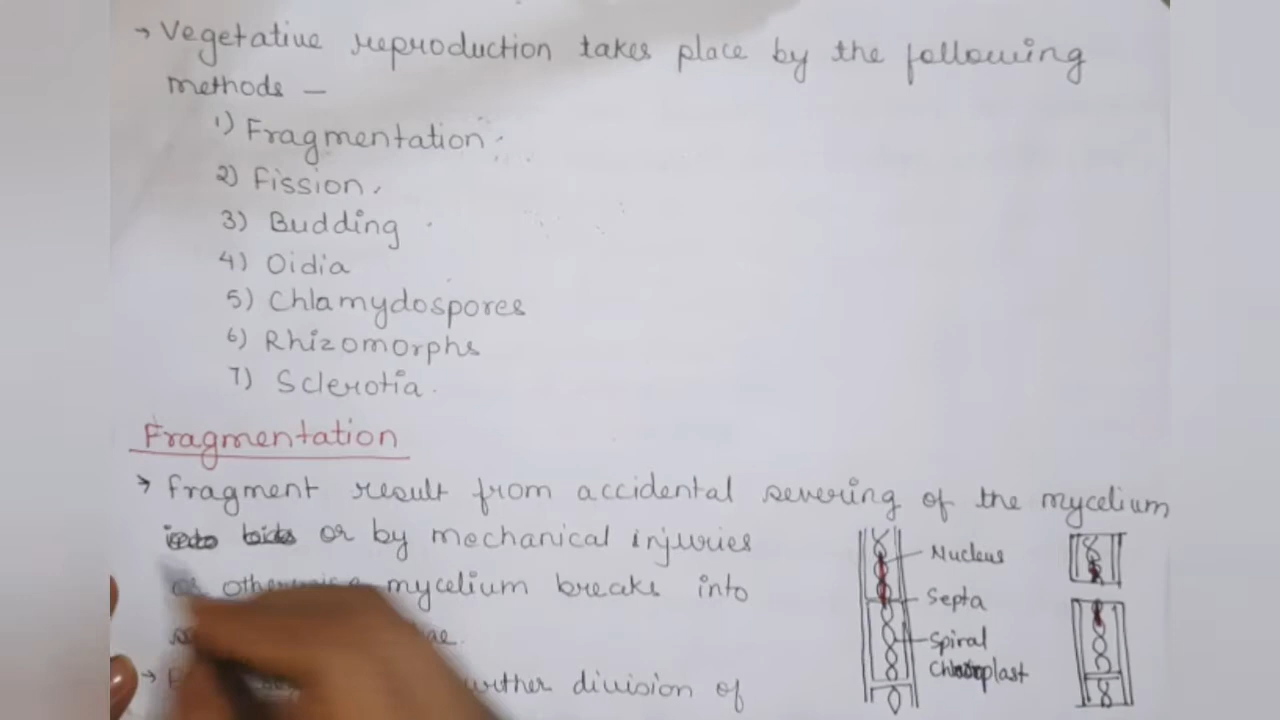 → Vegetative reproduction takes place by the following
methods –
1) Fragmentation
2) Fission
3) Budding
4) Oidia
5) Chlamydospores
6) Rhizomorphs
7) Sclerotia
Fragmentation
→ Fragment result from accidental severing of the mycelium
or by mechanical injuries
mycelium breaks into
→ further division of
Nucleus
Septa
Spiral